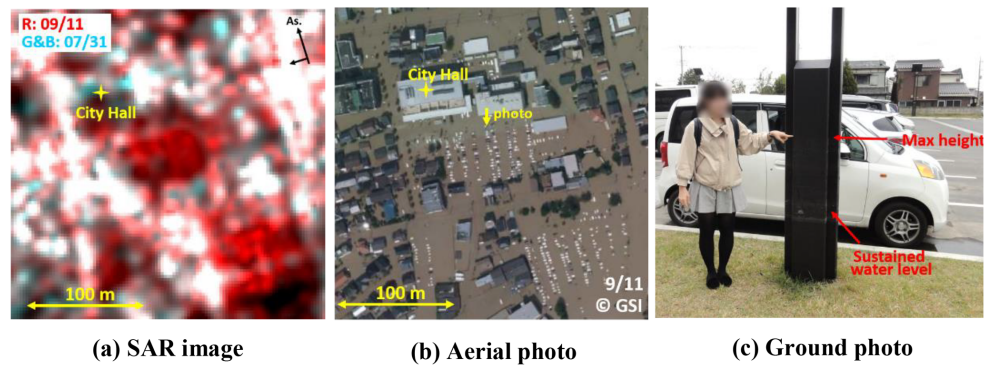 R: 09/11
G&B: 07/31
As.
City Hall
100 m
City Hall
photo
100 m
9/11
© GSI
Max height
Sustained
water level
(a) SAR image
(b) Aerial photo
(c) Ground photo